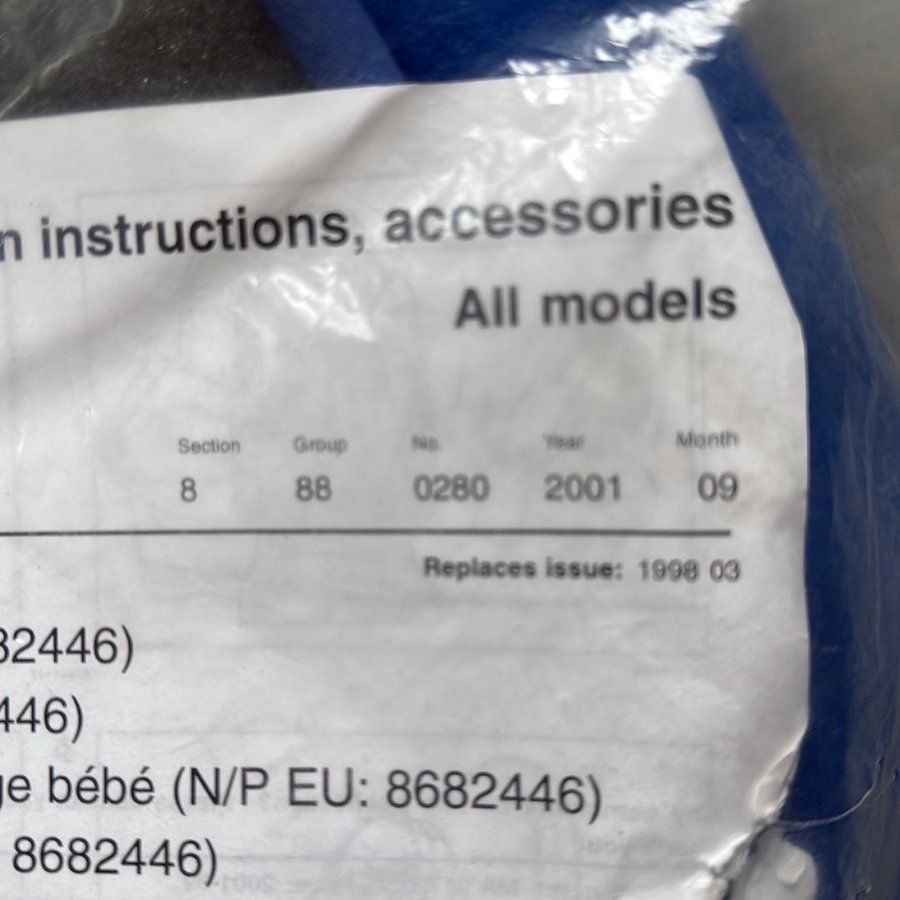 n instructions, accessories
All models
Section Group No. Year Month
8 88 0280 2001 09
Replaces issue: 1998 03
82446)
446)
ge bébé (N/P EU: 8682446)
8682446)